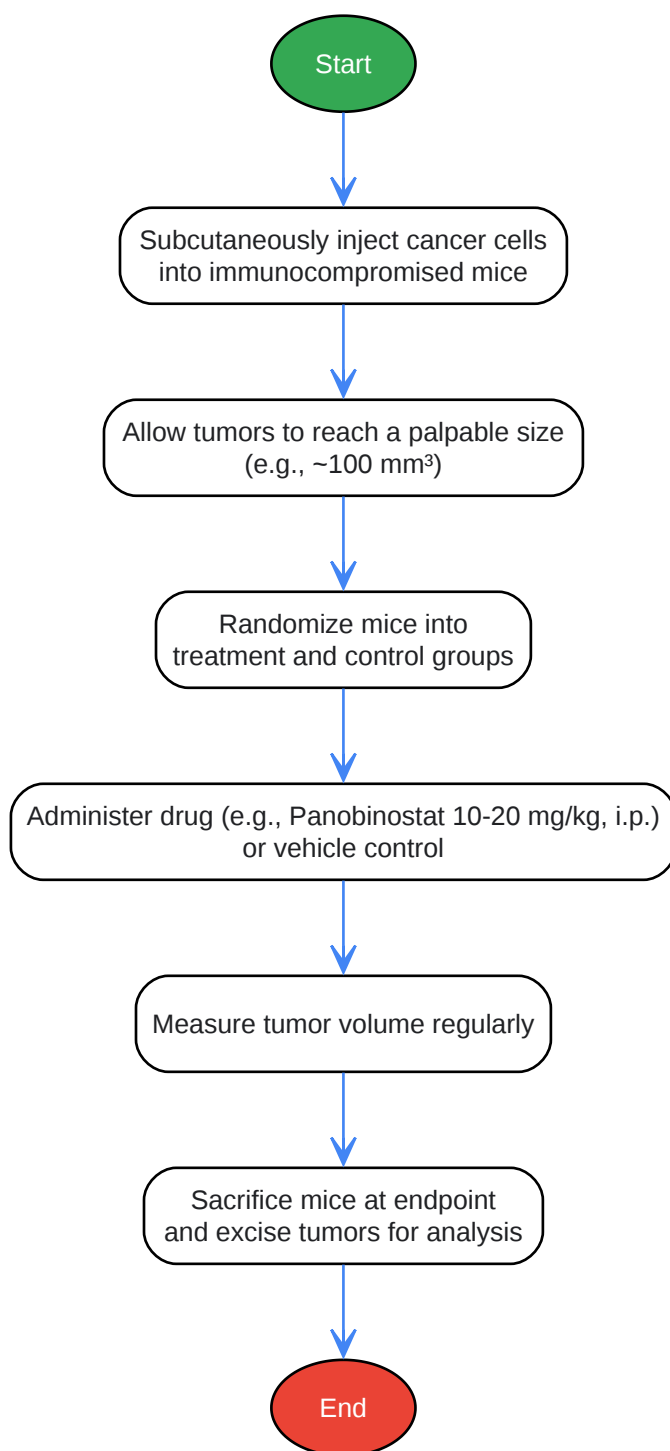 Start
Subcutaneously inject cancer cells
into immunocompromised mice
Allow tumors to reach a palpable size
(e.g., ~100 mm³)
Randomize mice into
treatment and control groups
Administer drug (e.g., Panobinostat 10-20 mg/kg, i.p.)
or vehicle control
Measure tumor volume regularly
Sacrifice mice at endpoint
and excise tumors for analysis
End